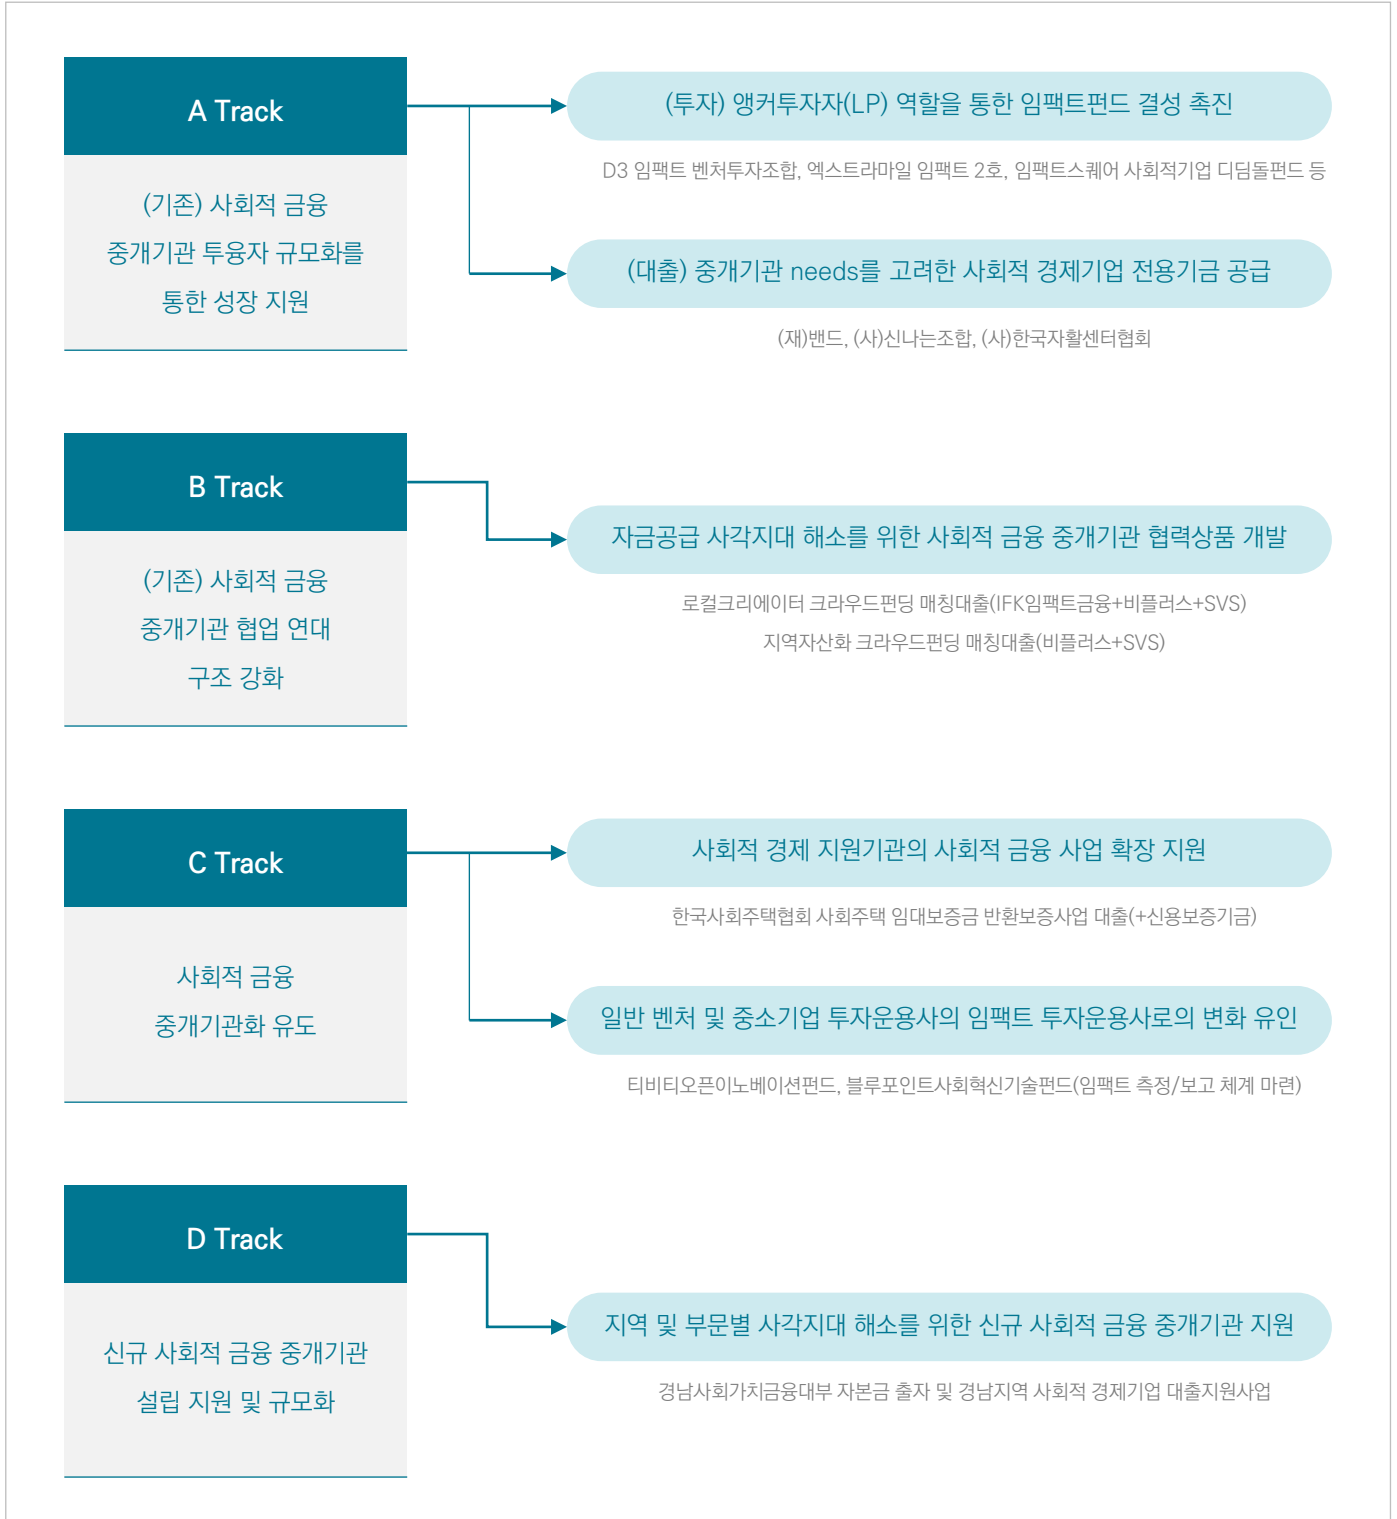 A Track
(기존) 사회적 금융
중개기관 투융자 규모화를
통한 성장 지원
(투자) 앵커투자자(LP) 역할을 통한 임팩트펀드 결성 촉진
D3 임팩트 벤처투자조합, 엑스트라마일 임팩트 2호, 임팩트스퀘어 사회적기업 디딤돌펀드 등
(대출) 중개기관 needs를 고려한 사회적 경제기업 전용기금 공급
(재)밴드, (사)신나는조합, (사)한국자활센터협회
B Track
(기존) 사회적 금융
중개기관 협업 연대
구조 강화
자금공급 사각지대 해소를 위한 사회적 금융 중개기관 협력상품 개발
로컬크리에이터 크라우드펀딩 매칭대출(IFK임팩트금융+비플러스+SVS)
지역자산화 크라우드펀딩 매칭대출(비플러스+SVS)
C Track
사회적 금융
중개기관화 유도
사회적 경제 지원기관의 사회적 금융 사업 확장 지원
한국사회주택협회 사회주택 임대보증금 반환보증사업 대출(+신용보증기금)
일반 벤처 및 중소기업 투자운용사의 임팩트 투자운용사로의 변화 유인
티비티오픈이노베이션펀드, 블루포인트사회혁신기술펀드(임팩트 측정/보고 체계 마련)
D Track
신규 사회적 금융 중개기관
설립 지원 및 규모화
지역 및 부문별 사각지대 해소를 위한 신규 사회적 금융 중개기관 지원
경남사회가치금융대부 자본금 출자 및 경남지역 사회적 경제기업 대출지원사업